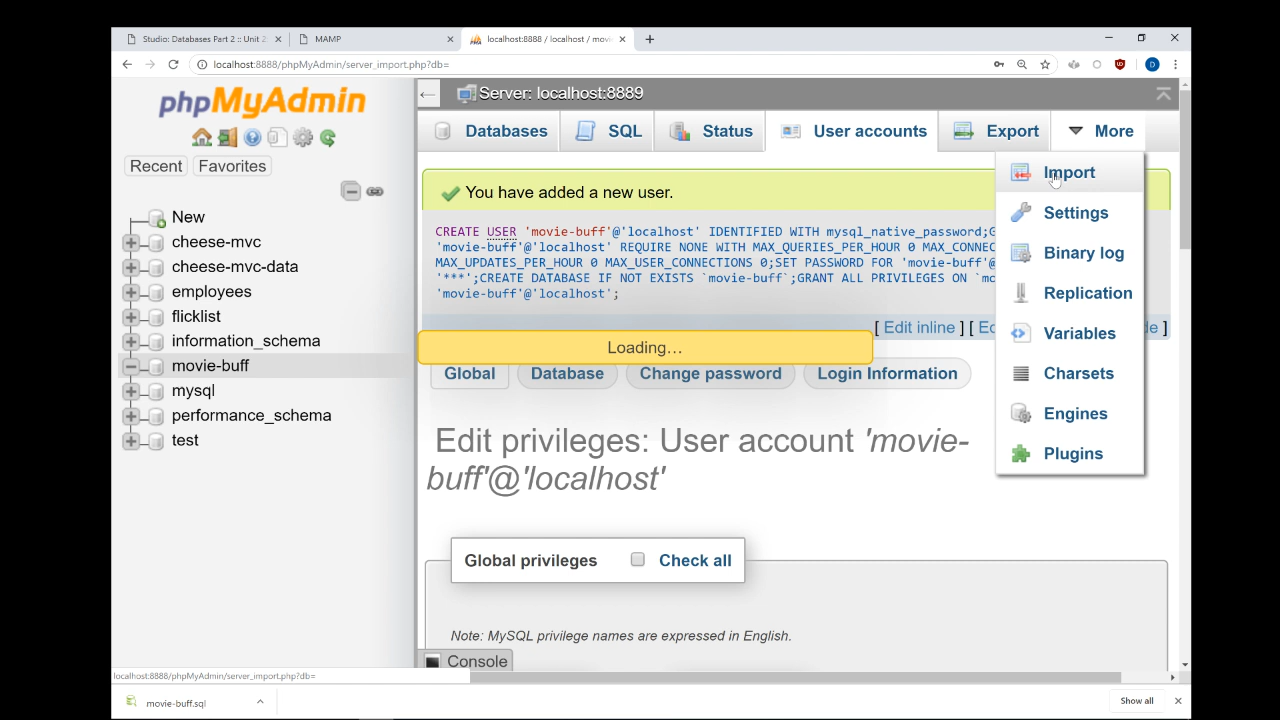 Studio: Databases Part 2 :: Unit 2
MAMP
localhost:8888 / localhost / movi
localhost:8888/phpMyAdmin/server_import.php?db=
phpMyAdmin
Recent
Favorites
New
cheese-mvc
cheese-mvc-data
employees
flicklist
information_schema
movie-buff
mysql
performance_schema
test
Server: localhost:8889
Databases
SQL
Status
User accounts
Export
More
Import
Settings
Binary log
Replication
Variables
Charsets
Engines
Plugins
You have added a new user.
CREATE USER 'movie-buff'@'localhost' IDENTIFIED WITH mysql_native_password;G
'movie-buff'@'localhost' REQUIRE NONE WITH MAX_QUERIES_PER_HOUR 0 MAX_CONNEC
MAX_UPDATES_PER_HOUR 0 MAX_USER_CONNECTIONS 0;SET PASSWORD FOR 'movie-buff'@
'***';CREATE DATABASE IF NOT EXISTS `movie-buff`;GRANT ALL PRIVILEGES ON `mo
'movie-buff'@'localhost';
[ Edit inline ] [ Ed
e ]
Loading…
Global
Database
Change password
Login Information
Edit privileges: User account 'movie-
buff'@'localhost'
Global privileges
Check all
Note: MySQL privilege names are expressed in English.
Console
localhost:8888/phpMyAdmin/server_import.php?db=
movie-buff.sql
Show all